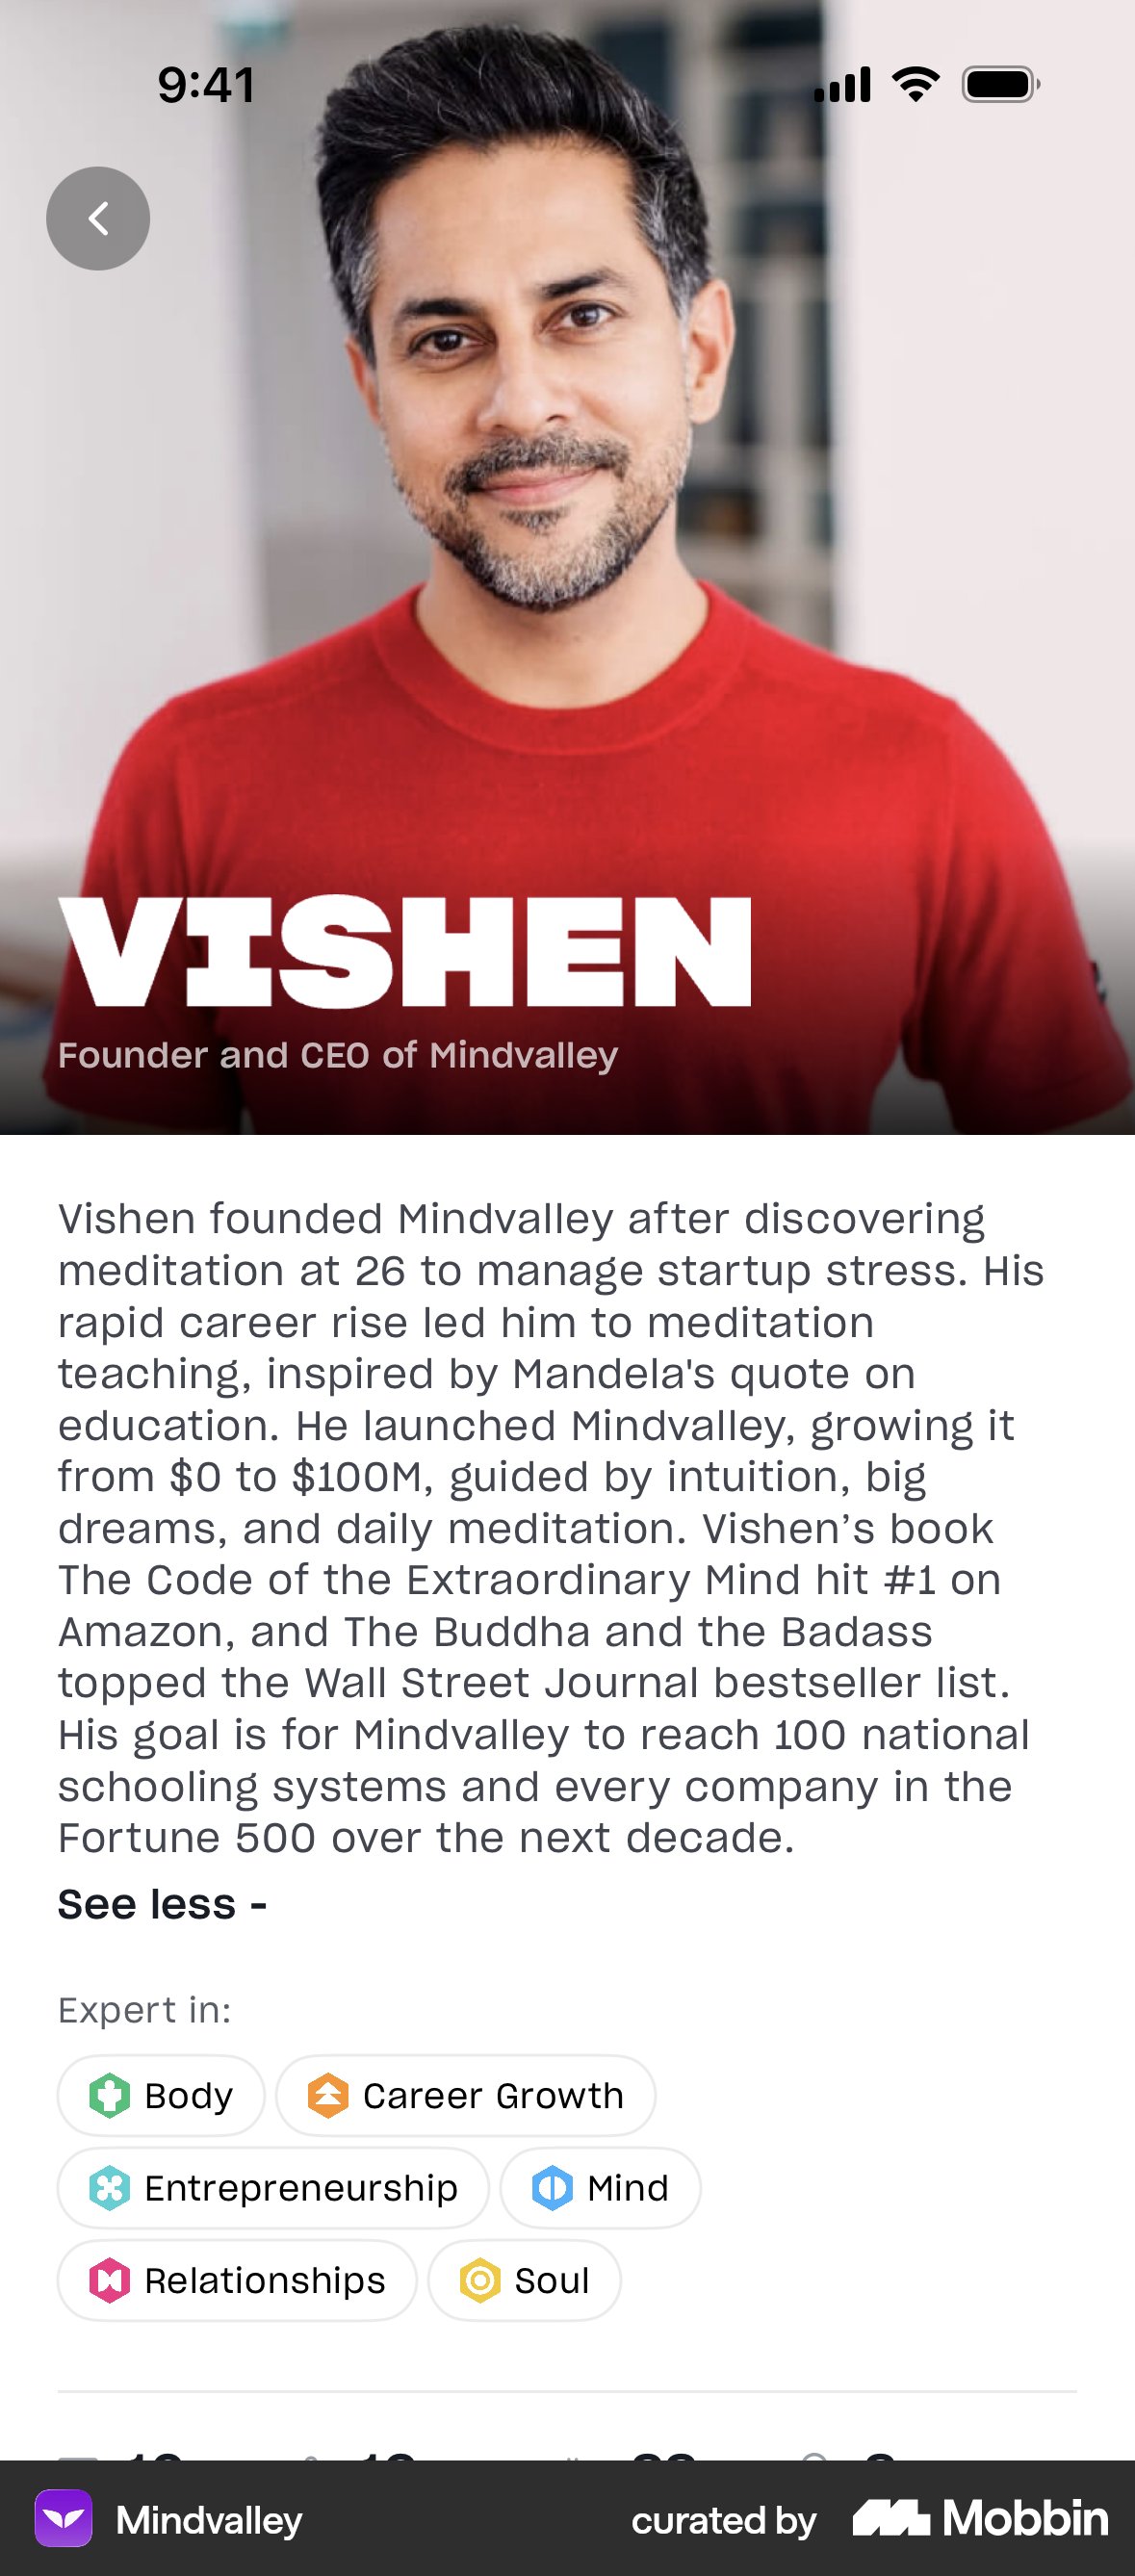 9:41
VISHEN
Founder and CEO of Mindvalley
Vishen founded Mindvalley after discovering
meditation at 26 to manage startup stress. His
rapid career rise led him to meditation
teaching, inspired by Mandela's quote on
education. He launched Mindvalley, growing it
from $0 to $100M, guided by intuition, big
dreams, and daily meditation. Vishen’s book
The Code of the Extraordinary Mind hit #1 on
Amazon, and The Buddha and the Badass
topped the Wall Street Journal bestseller list.
His goal is for Mindvalley to reach 100 national
schooling systems and every company in the
Fortune 500 over the next decade.
See less -
Expert in:
Body
Career Growth
Entrepreneurship
Mind
Relationships
Soul
Mindvalley
curated by Mobbin